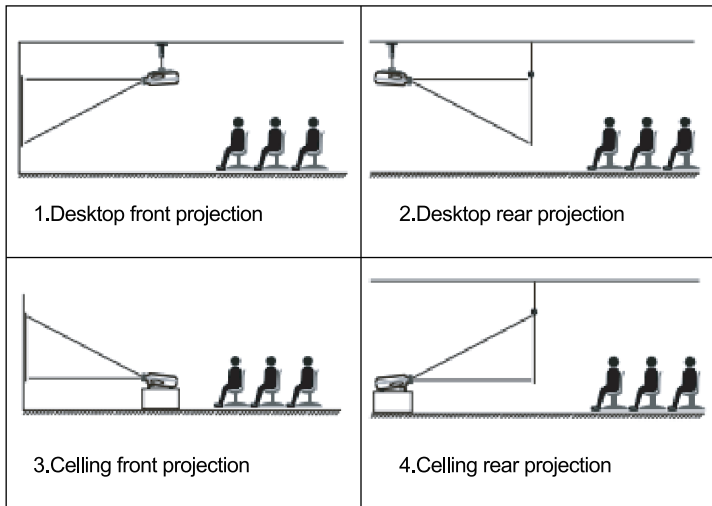 1.Desktop front projection
2.Desktop rear projection
3.Celling front projection
4.Celling rear projection